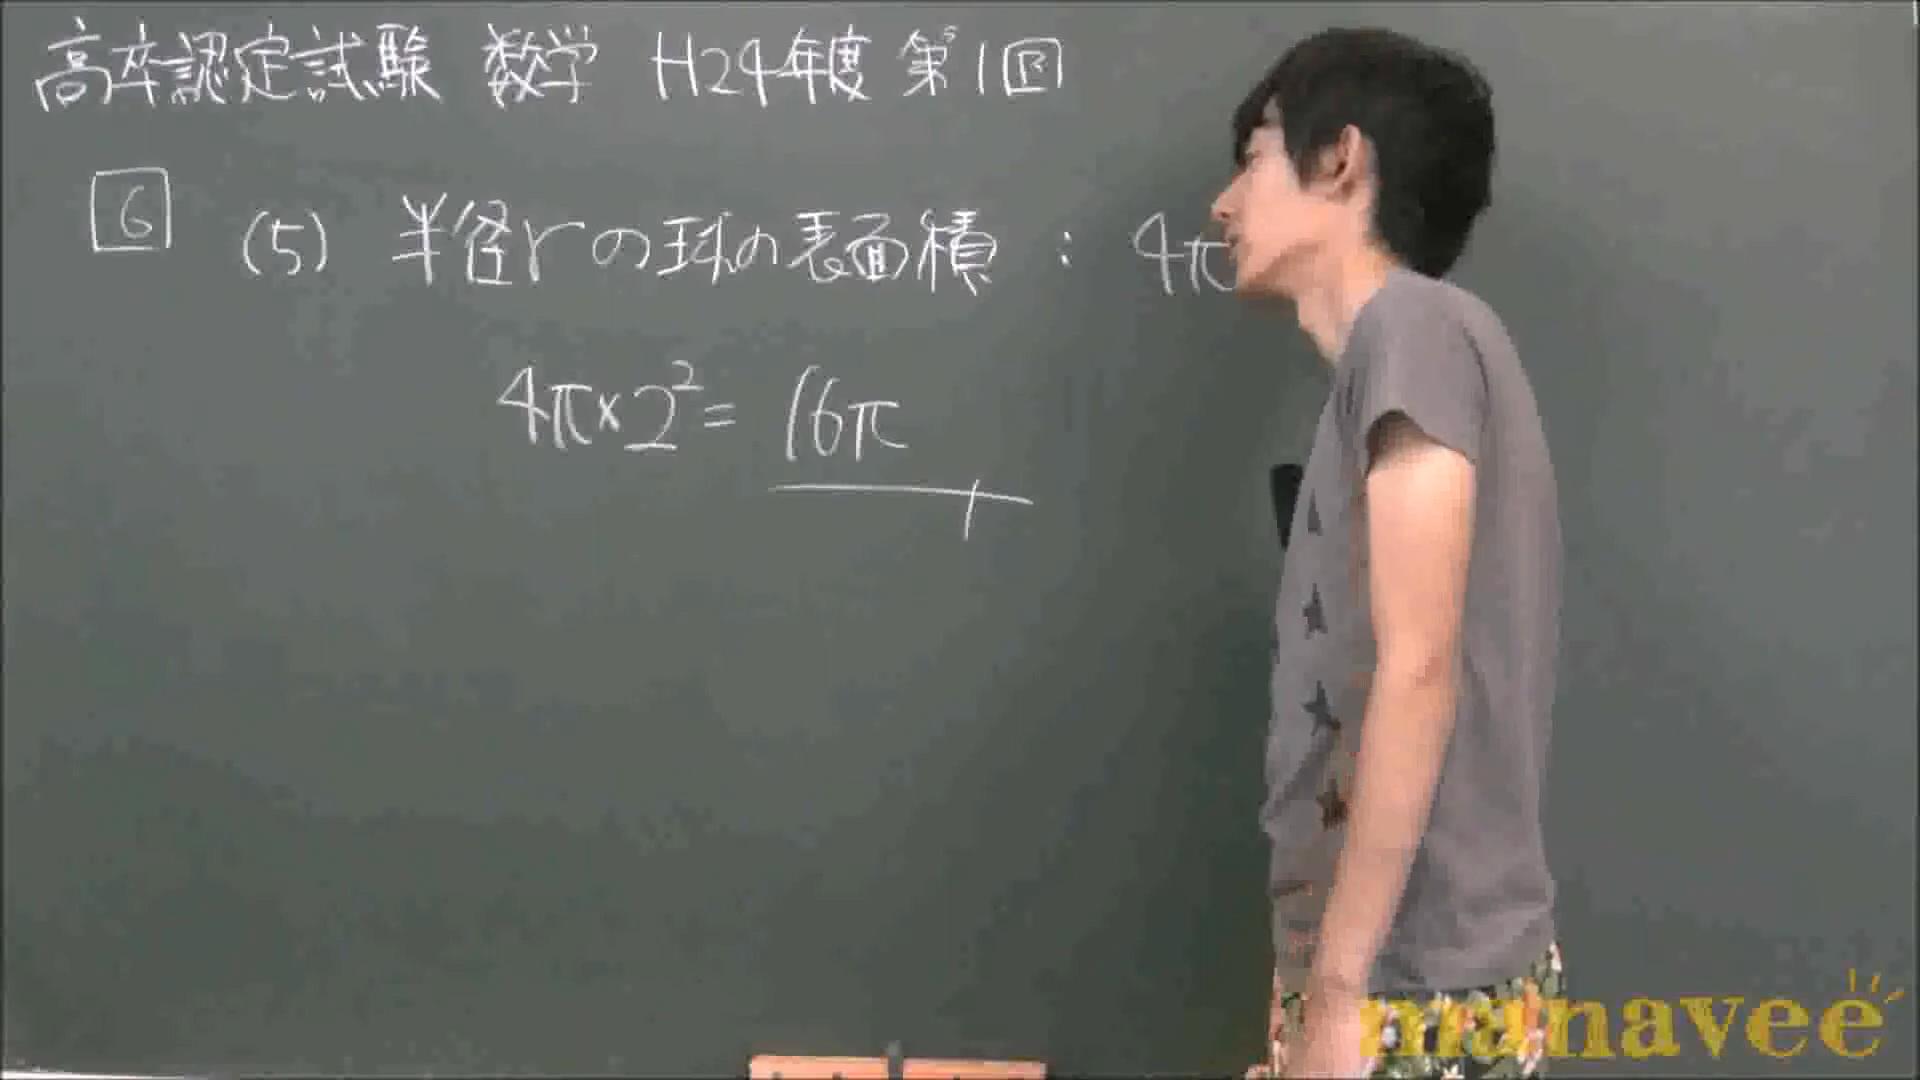 高卒認定試験 数学 H24年度 第1回
6 (5) 半径rの球の表面積 : 4π
4π×2²= 16π
manavee